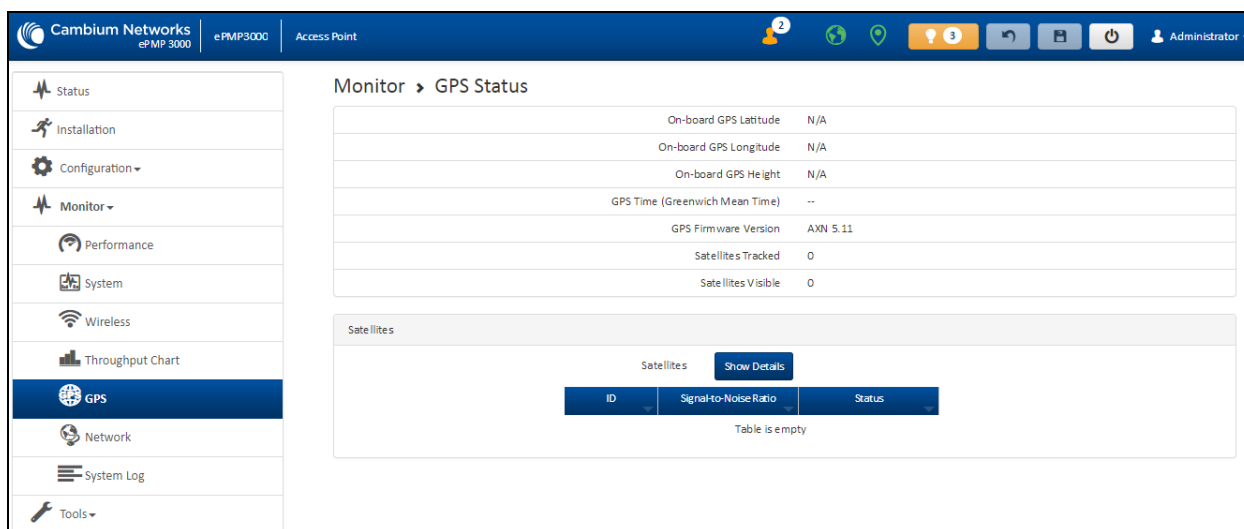 Cambium Networks
ePMP 3000
ePMP3000
Access Point
2
3
Administrator
Status
Installation
Configuration
Monitor
Performance
System
Wireless
Throughput Chart
GPS
Network
System Log
Tools
Monitor > GPS Status
On-board GPS Latitude N/A
On-board GPS Longitude N/A
On-board GPS Height N/A
GPS Time (Greenwich Mean Time) --
GPS Firmware Version AXN 5.11
Satellites Tracked 0
Satellites Visible 0
Satellites
Satellites Show Details
ID Signal-to-Noise Ratio Status
Table is empty